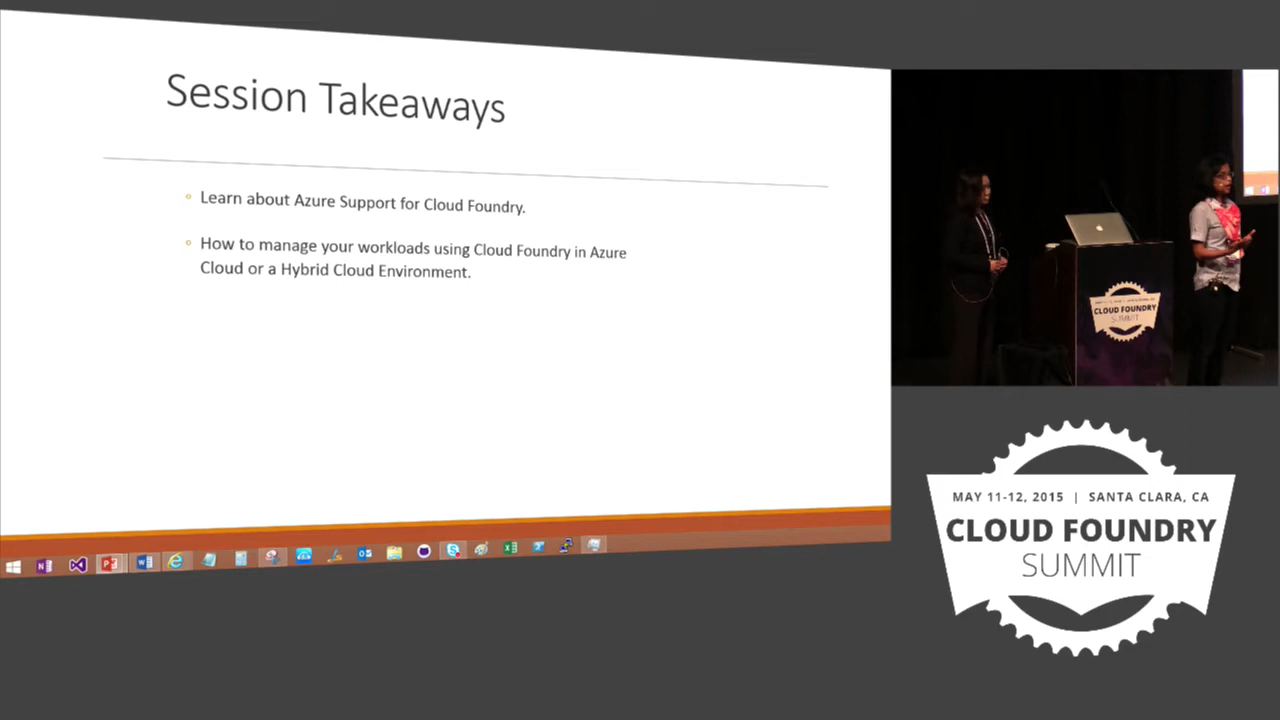 Session Takeaways
Learn about Azure Support for Cloud Foundry.
How to manage your workloads using Cloud Foundry in Azure
Cloud or a Hybrid Cloud Environment.
CLOUD FOUNDRY
SUMMIT
MAY 11-12, 2015 | SANTA CLARA, CA
CLOUD FOUNDRY
SUMMIT